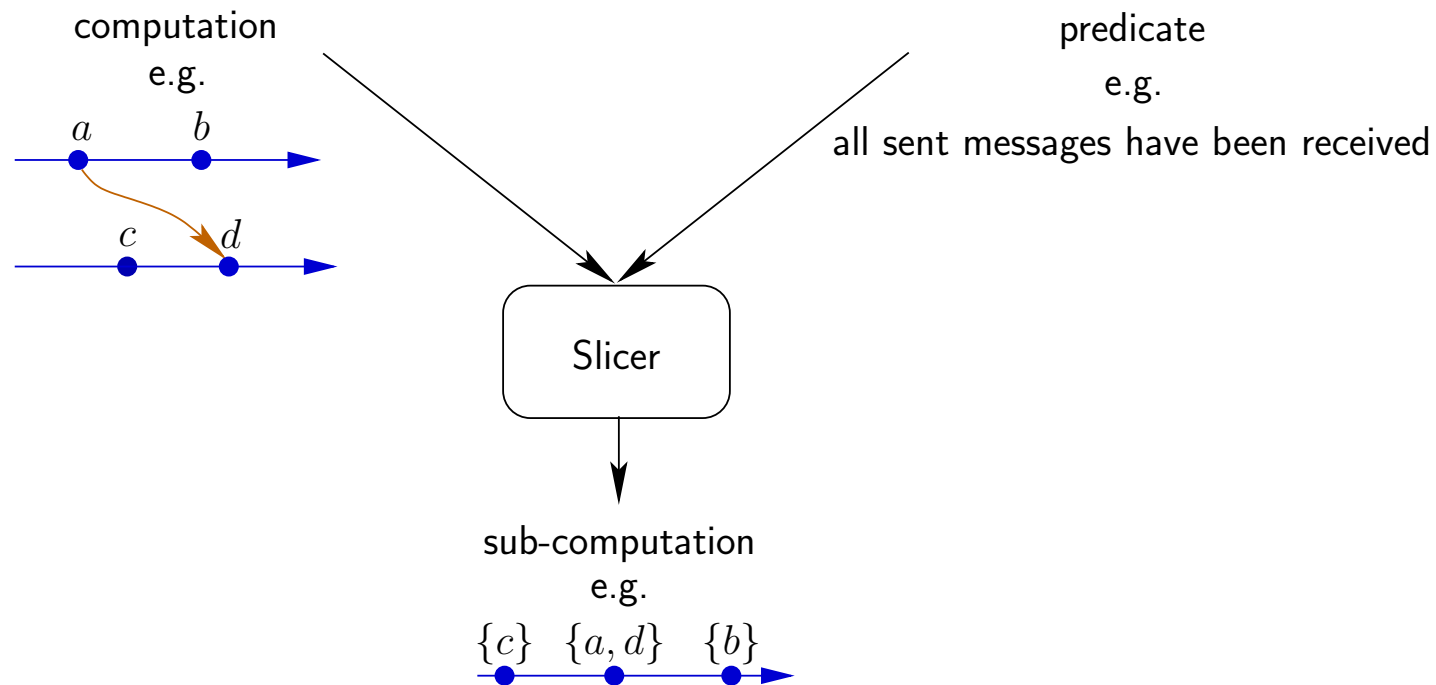 computation
e.g.
a b
c d
predicate
e.g.
all sent messages have been received
Slicer
sub-computation
e.g.
{c} {a, d} {b}